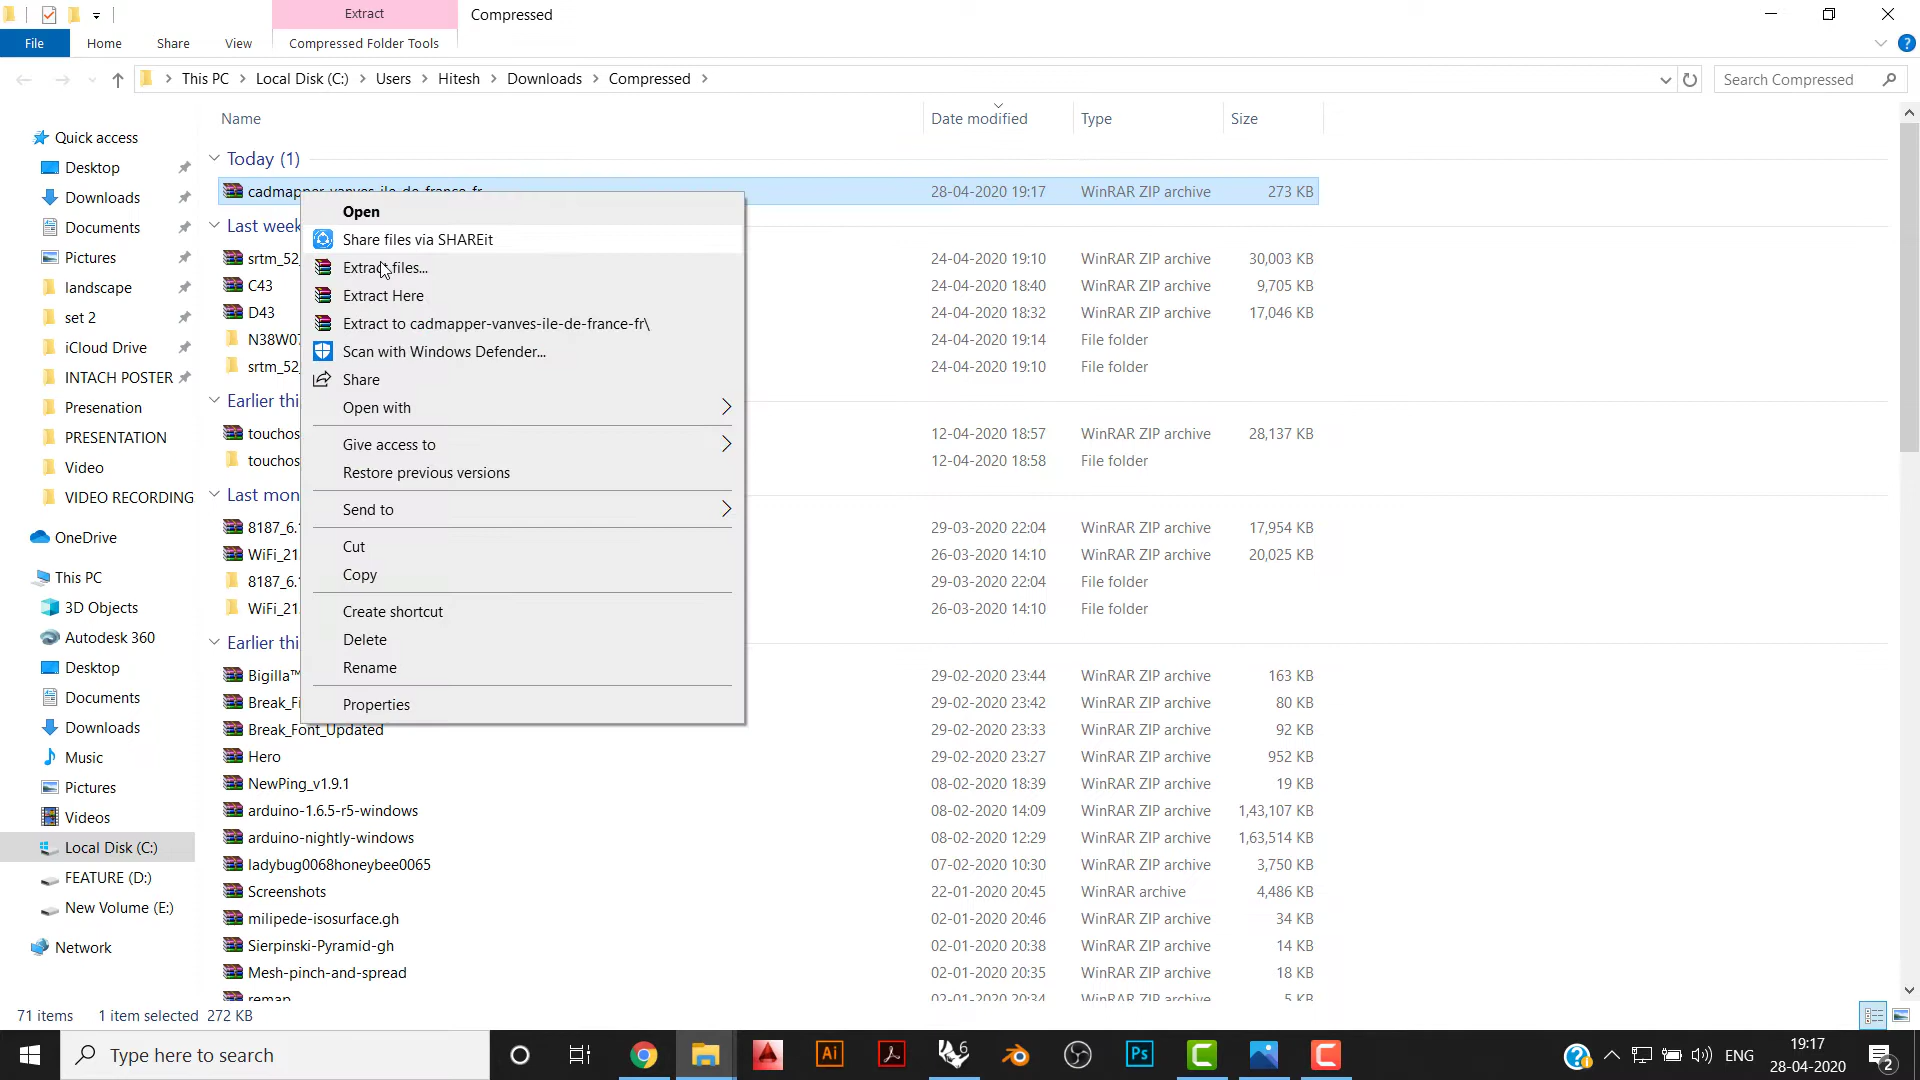 Extract
Compressed
File
Home
Share
View
Compressed Folder Tools
This PC
Local Disk (C:)
Users
Hitesh
Downloads
Compressed
Search Compressed
Name
Date modified
Type
Size
Quick access
Desktop
Downloads
Documents
Pictures
landscape
set 2
iCloud Drive
INTACH POSTER
Presenation
PRESENTATION
Video
VIDEO RECORDING
OneDrive
This PC
3D Objects
Autodesk 360
Desktop
Documents
Downloads
Music
Pictures
Videos
Local Disk (C:)
FEATURE (D:)
New Volume (E:)
Network
Today (1)
cadmapper-vanves-ile-de-france-fr 28-04-2020 19:17 WinRAR ZIP archive 273 KB
Last week
srtm_52 24-04-2020 19:10 WinRAR ZIP archive 30,003 KB
C43 24-04-2020 18:40 WinRAR ZIP archive 9,705 KB
D43 24-04-2020 18:32 WinRAR ZIP archive 17,046 KB
N38W07 24-04-2020 19:14 File folder
srtm_52 24-04-2020 19:10 File folder
Earlier thi
touchos 12-04-2020 18:57 WinRAR ZIP archive 28,137 KB
touchos 12-04-2020 18:58 File folder
Last mon
8187_6. 29-03-2020 22:04 WinRAR ZIP archive 17,954 KB
WiFi_21 26-03-2020 14:10 WinRAR ZIP archive 20,025 KB
8187_6. 29-03-2020 22:04 File folder
WiFi_21 26-03-2020 14:10 File folder
Earlier thi
Bigilla™ 29-02-2020 23:44 WinRAR ZIP archive 163 KB
Break_F 29-02-2020 23:42 WinRAR ZIP archive 80 KB
Break_Font_Updated 29-02-2020 23:33 WinRAR ZIP archive 92 KB
Hero 29-02-2020 23:27 WinRAR ZIP archive 952 KB
NewPing_v1.9.1 08-02-2020 18:39 WinRAR ZIP archive 19 KB
arduino-1.6.5-r5-windows 08-02-2020 14:09 WinRAR ZIP archive 1,43,107 KB
arduino-nightly-windows 08-02-2020 12:29 WinRAR ZIP archive 1,63,514 KB
ladybug0068honeybee0065 07-02-2020 10:30 WinRAR ZIP archive 3,750 KB
Screenshots 22-01-2020 20:45 WinRAR archive 4,486 KB
milipede-isosurface.gh 02-01-2020 20:46 WinRAR ZIP archive 34 KB
Sierpinski-Pyramid-gh 02-01-2020 20:38 WinRAR ZIP archive 14 KB
Mesh-pinch-and-spread 02-01-2020 20:35 WinRAR ZIP archive 18 KB
remap 02-01-2020 20:34 WinRAR ZIP archive 5 KB
Open
Share files via SHAREit
Extract files...
Extract Here
Extract to cadmapper-vanves-ile-de-france-fr\
Scan with Windows Defender...
Share
Open with
Give access to
Restore previous versions
Send to
Cut
Copy
Create shortcut
Delete
Rename
Properties
71 items 1 item selected 272 KB
Type here to search
Ai
Ps
6
ENG
19:17
28-04-2020
2